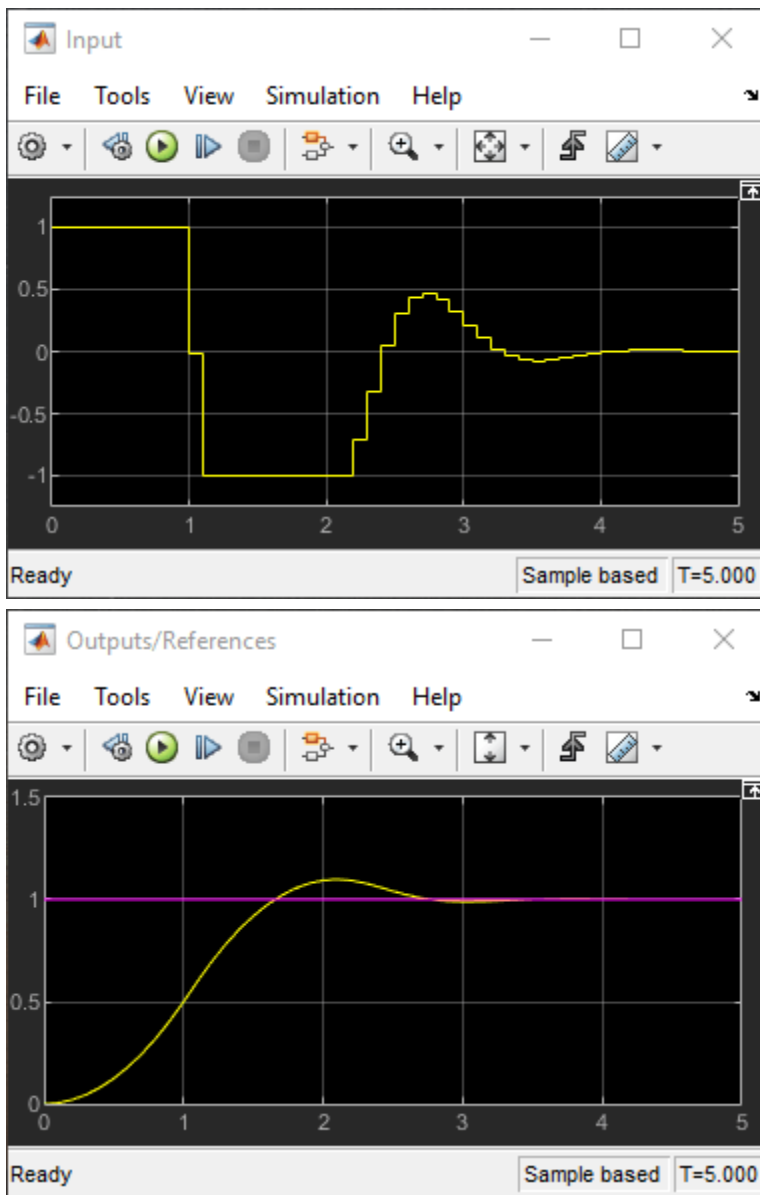 Input
File Tools View Simulation Help
1
0.5
0
-0.5
-1
0 1 2 3 4 5
Ready Sample based T=5.000
Outputs/References
File Tools View Simulation Help
1.5
1
0.5
0
0 1 2 3 4 5
Ready Sample based T=5.000